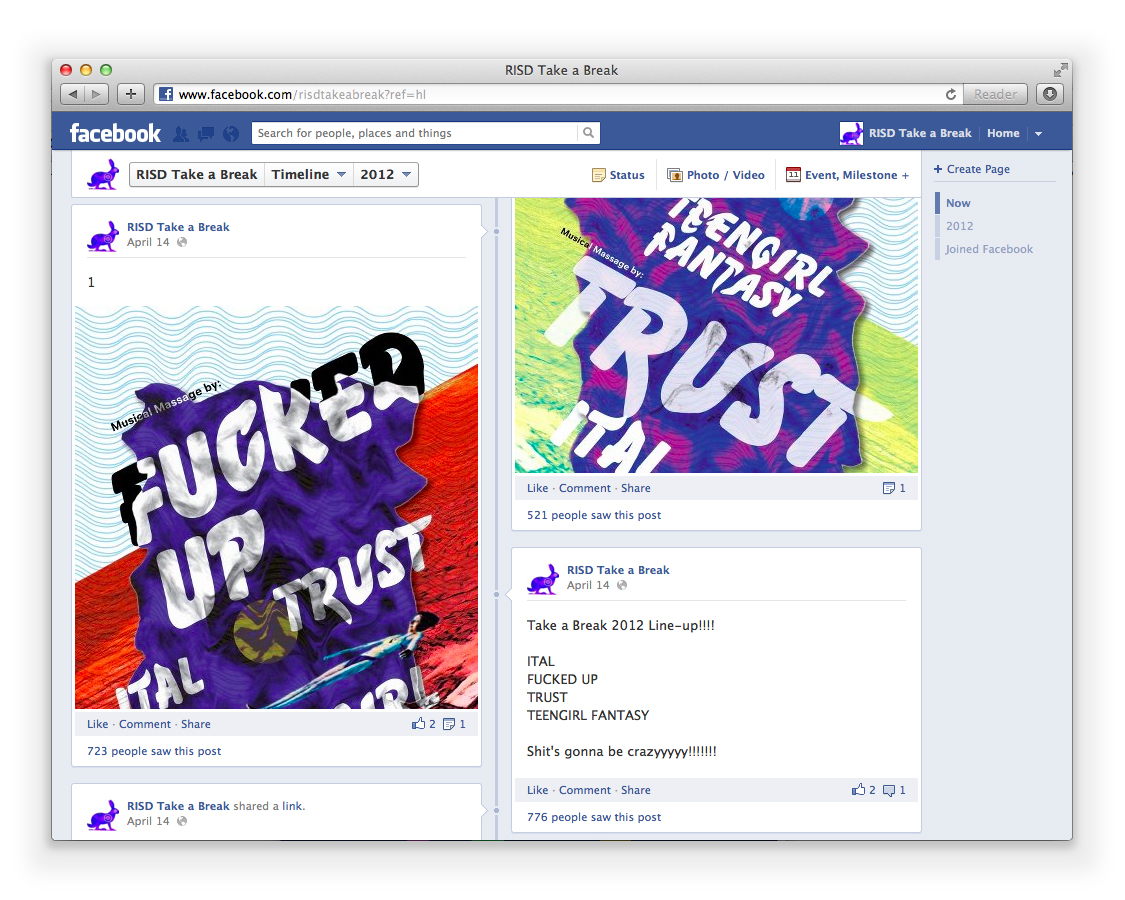 RISD Take a Break
www.facebook.com/risdtakeabreak?ref=hl
Reader
facebook
Search for people, places and things
RISD Take a Break
Home
RISD Take a Break
Timeline
2012
Status
Photo / Video
11
Event, Milestone +
+ Create Page
Now
2012
Joined Facebook
RISD Take a Break
April 14
1
Musical Massage by:
FUCKED
UP
TRUST
ITAL
Like · Comment · Share
2
1
723 people saw this post
RISD Take a Break shared a link.
April 14
TEENGIRL
FANTASY
Musical Massage by:
TRUST
ITAL
Like · Comment · Share
1
521 people saw this post
RISD Take a Break
April 14
Take a Break 2012 Line-up!!!!
ITAL
FUCKED UP
TRUST
TEENGIRL FANTASY
Shit's gonna be crazyyyyy!!!!!!!
Like · Comment · Share
2
1
776 people saw this post